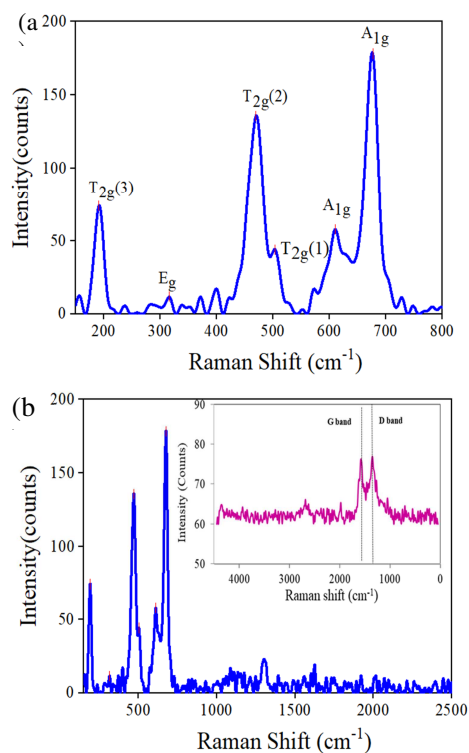 (a
200
150
100
50
0
Intensity(counts)
T2g(3)
Eg
T2g(2)
T2g(1)
A1g
A1g
200 300 400 500 600 700 800
Raman Shift (cm-1)
(b
200
150
100
50
0
Intensity(counts)
500 1000 1500 2000 2500
Raman Shift (cm-1)
90
80
70
60
50
Intensity (Counts)
G band D band
4000 3000 2000 1000 0
Raman shift (cm-1)